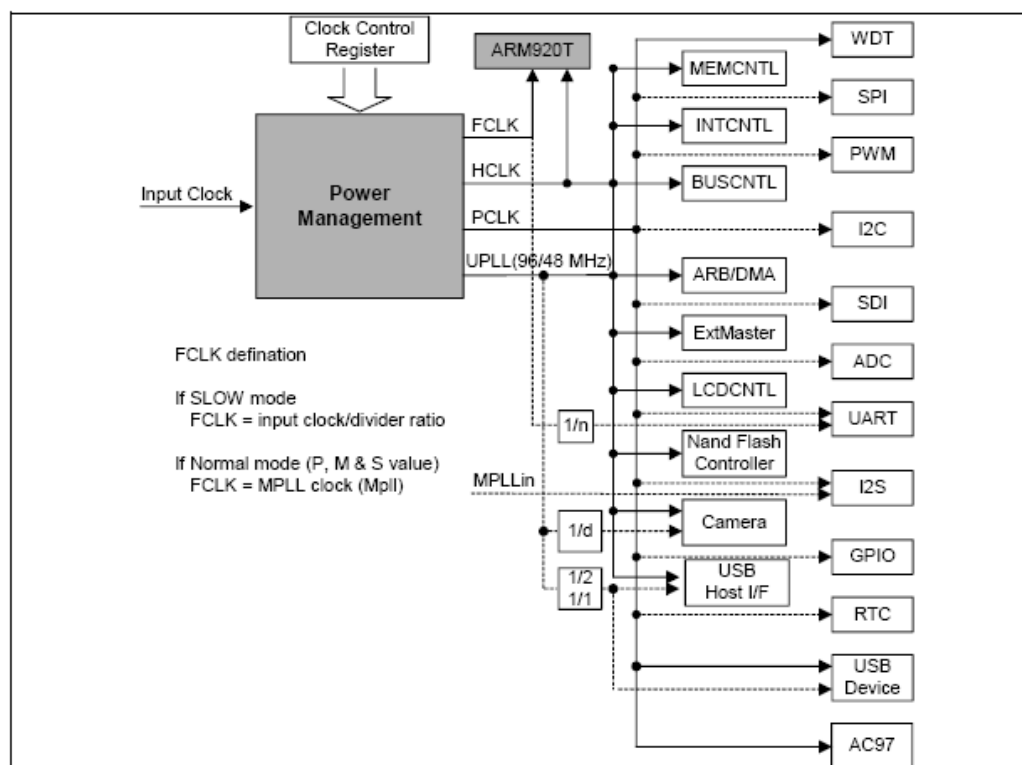 Clock Control
Register
ARM920T
WDT
MEMCNTL
SPI
FCLK
INTCNTL
PWM
HCLK
BUSCNTL
Input Clock
Power
Management
PCLK
I2C
UPLL(96/48 MHz)
ARB/DMA
SDI
ExtMaster
FCLK defination
ADC
If SLOW mode
LCDCNTL
FCLK = input clock/divider ratio
1/n
UART
Nand Flash
Controller
If Normal mode (P, M & S value)
FCLK = MPLL clock (Mpll)
MPLLin
I2S
Camera
1/d
GPIO
1/2
1/1
USB
Host I/F
RTC
USB
Device
AC97